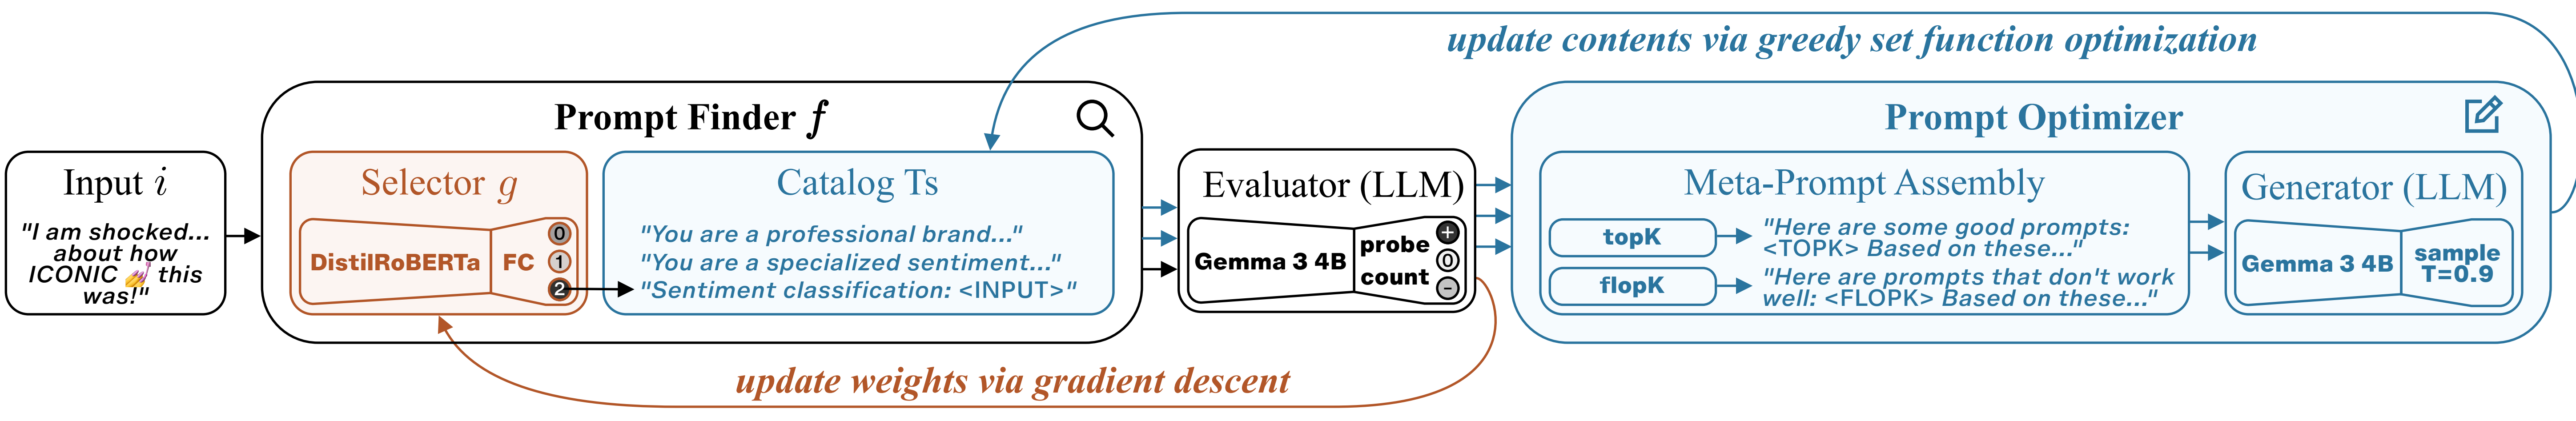 update contents via greedy set function optimization
Prompt Finder f
Prompt Optimizer
Input i
"I am shocked...
about how
ICONIC 💅 this
was!"
Selector g
DistilRoBERTa
FC
0
1
2
Catalog Ts
"You are a professional brand..."
"You are a specialized sentiment..."
"Sentiment classification: <INPUT>"
Evaluator (LLM)
Gemma 3 4B
probe
count
+
0
-
Meta-Prompt Assembly
topK
"Here are some good prompts:
<TOPK> Based on these..."
flopK
"Here are prompts that don't work
well: <FLOPK> Based on these..."
Generator (LLM)
Gemma 3 4B
sample
T=0.9
update weights via gradient descent